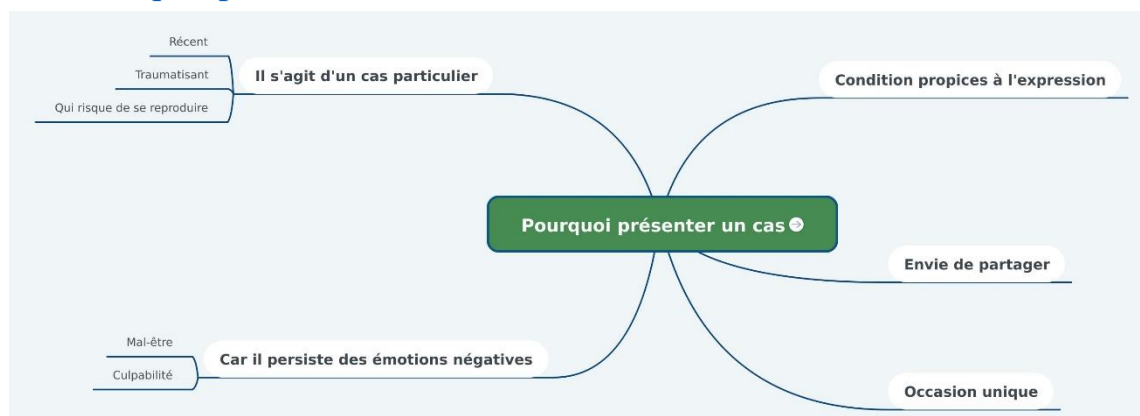 Récent
Traumatisant
Qui risque de se reproduire
Il s'agit d'un cas particulier
Condition propices à l'expression
Pourquoi présenter un cas
Envie de partager
Mal-être
Culpabilité
Car il persiste des émotions négatives
Occasion unique